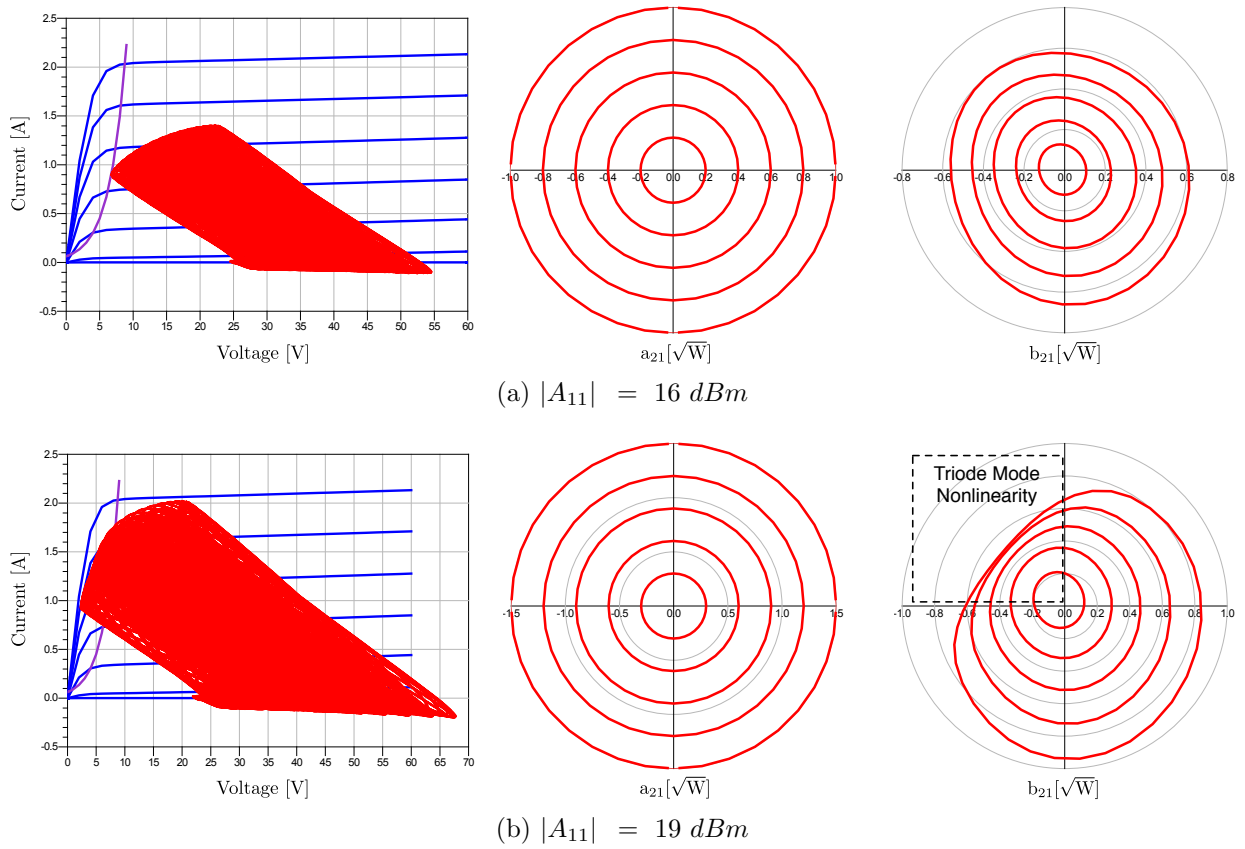 2.5
2.0
1.5
1.0
0.5
0.0
-0.5
Current [A]
0 5 10 15 20 25 30 35 40 45 50 55 60
Voltage [V]
-1.0 -0.8 -0.6 -0.4 -0.2 0.0 0.2 0.4 0.6 0.8 1.0
a₂₁[√W]
-0.8 -0.6 -0.4 -0.2 0.0 0.2 0.4 0.6 0.8
b₂₁[√W]
(a) |A₁₁| = 16 dBm
2.5
2.0
1.5
1.0
0.5
0.0
-0.5
Current [A]
0 5 10 15 20 25 30 35 40 45 50 55 60 65 70
Voltage [V]
-1.5 -1.0 -0.5 0.0 0.5 1.0 1.5
a₂₁[√W]
Triode Mode
Nonlinearity
-1.0 -0.8 -0.6 -0.4 -0.2 0.0 0.2 0.4 0.6 0.8 1.0
b₂₁[√W]
(b) |A₁₁| = 19 dBm